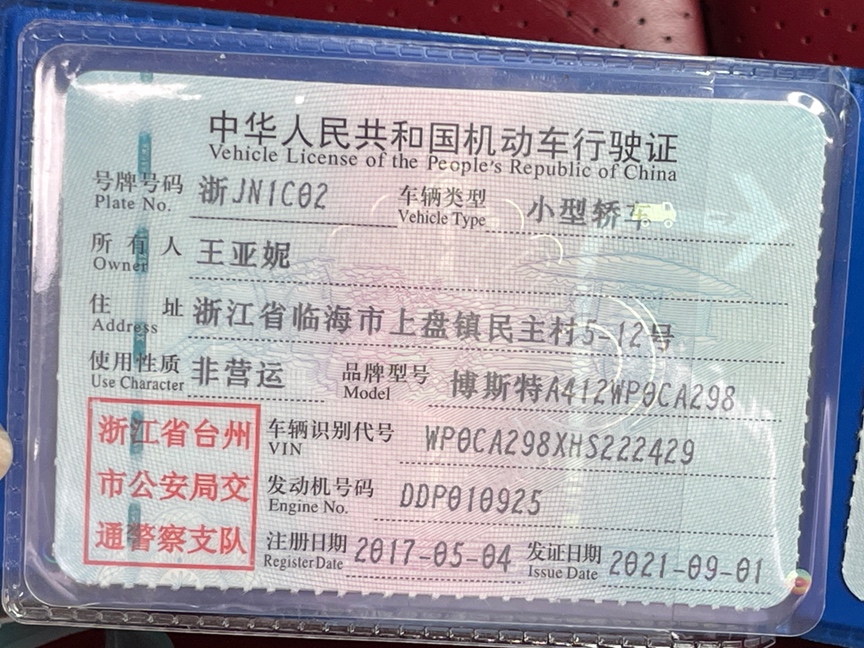 中华人民共和国机动车行驶证
Vehicle License of the People's Republic of China
号牌号码 浙JN1C02 车辆类型 小型轿车
Plate No. Vehicle Type
所有人 王亚妮
Owner
住址 浙江省临海市上盘镇民主村5-12号
Address
使用性质 非营运 品牌型号 博斯特A412WP0CA298
Use Character Model
浙江省台州
市公安局交
通警察支队
车辆识别代号 WP0CA298XHS222429
VIN
发动机号码 DDP010925
Engine No.
注册日期 2017-05-04 发证日期 2021-09-01
Register Date Issue Date